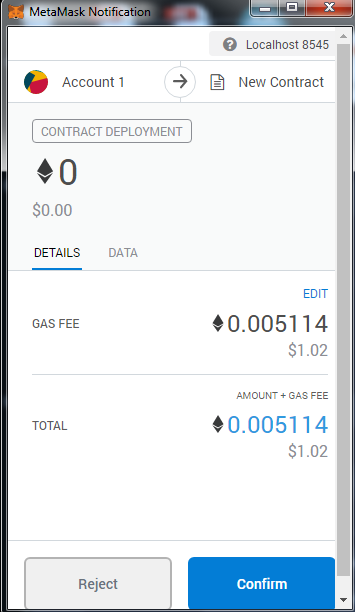 MetaMask Notification
Localhost 8545
Account 1
New Contract
CONTRACT DEPLOYMENT
0
$0.00
DETAILS DATA
EDIT
GAS FEE 0.005114
$1.02
AMOUNT + GAS FEE
TOTAL 0.005114
$1.02
Reject Confirm